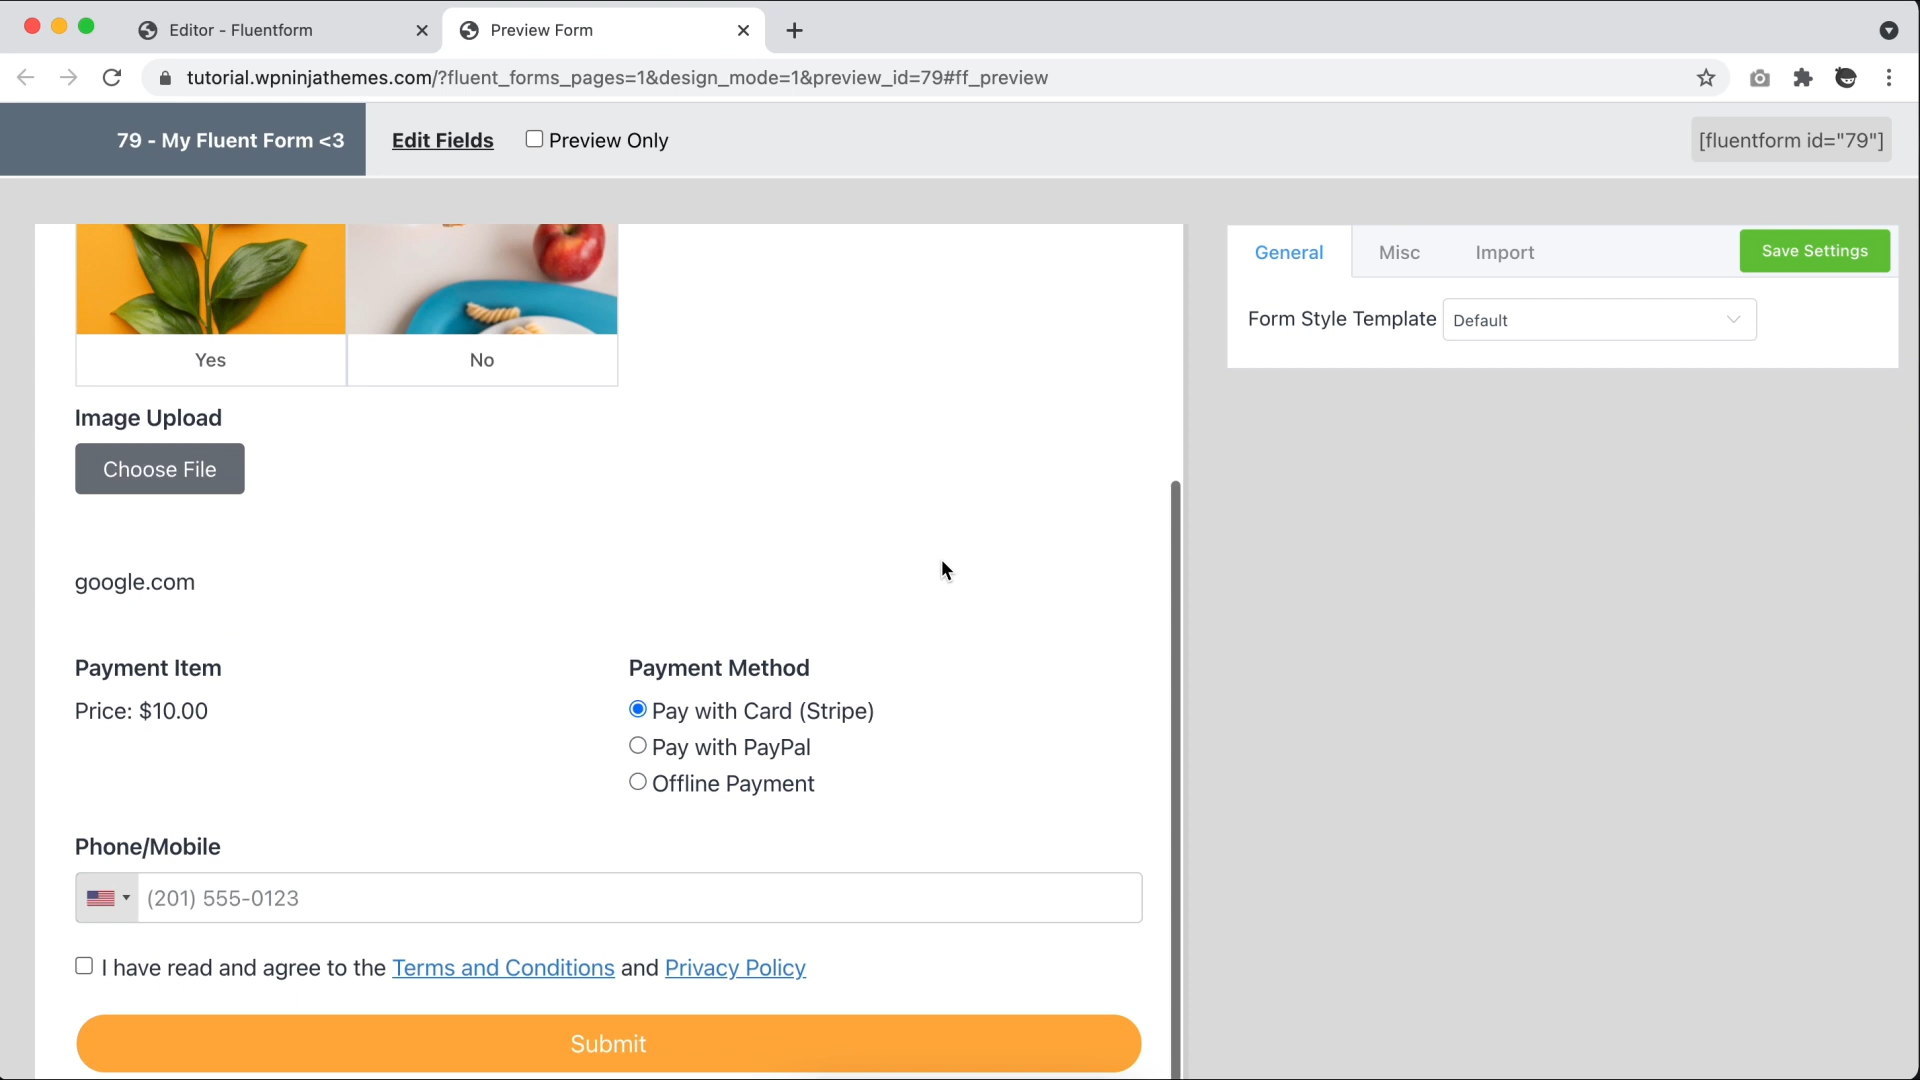 Editor - Fluentform
Preview Form
tutorial.wpninjathemes.com/?fluent_forms_pages=1&design_mode=1&preview_id=79#ff_preview
79 - My Fluent Form <3
Edit Fields
Preview Only
[fluentform id="79"]
General
Misc
Import
Save Settings
Form Style Template
Default
Yes
No
Image Upload
Choose File
google.com
Payment Item
Price: $10.00
Payment Method
Pay with Card (Stripe)
Pay with PayPal
Offline Payment
Phone/Mobile
(201) 555-0123
I have read and agree to the Terms and Conditions and Privacy Policy
Submit